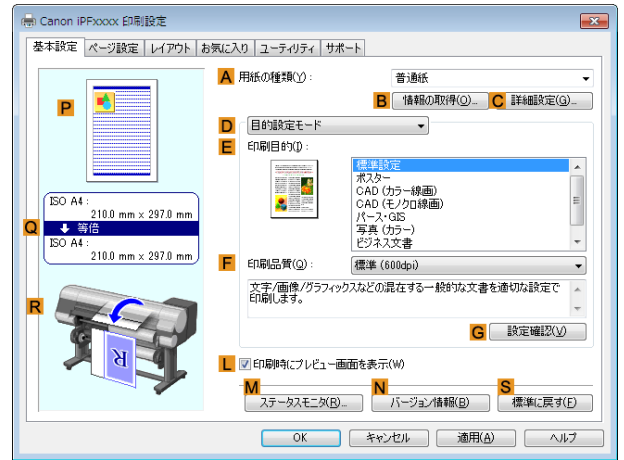 Canon iPFxxxx 印刷設定
基本設定 ページ設定 レイアウト お気に入り ユーティリティ サポート
A 用紙の種類(Y)： 普通紙
P
B 情報の取得(O)... C 詳細設定(G)...
D 目的設定モード
E 印刷目的(I)：
標準設定
ポスター
CAD (カラー線画)
CAD (モノクロ線画)
パース・GIS
写真 (カラー)
ビジネス文書
ISO A4 :
210.0 mm x 297.0 mm
Q 等倍
ISO A4 :
210.0 mm x 297.0 mm
F 印刷品質(Q)： 標準 (600dpi)
文字/画像/グラフィックスなどの混在する一般的な文書を適切な設定で
印刷します。
R
G 設定確認(V)
L 印刷時にプレビュー画面を表示(W)
M N S
ステータスモニタ(R)... バージョン情報(B) 標準に戻す(F)
OK キャンセル 適用(A) ヘルプ